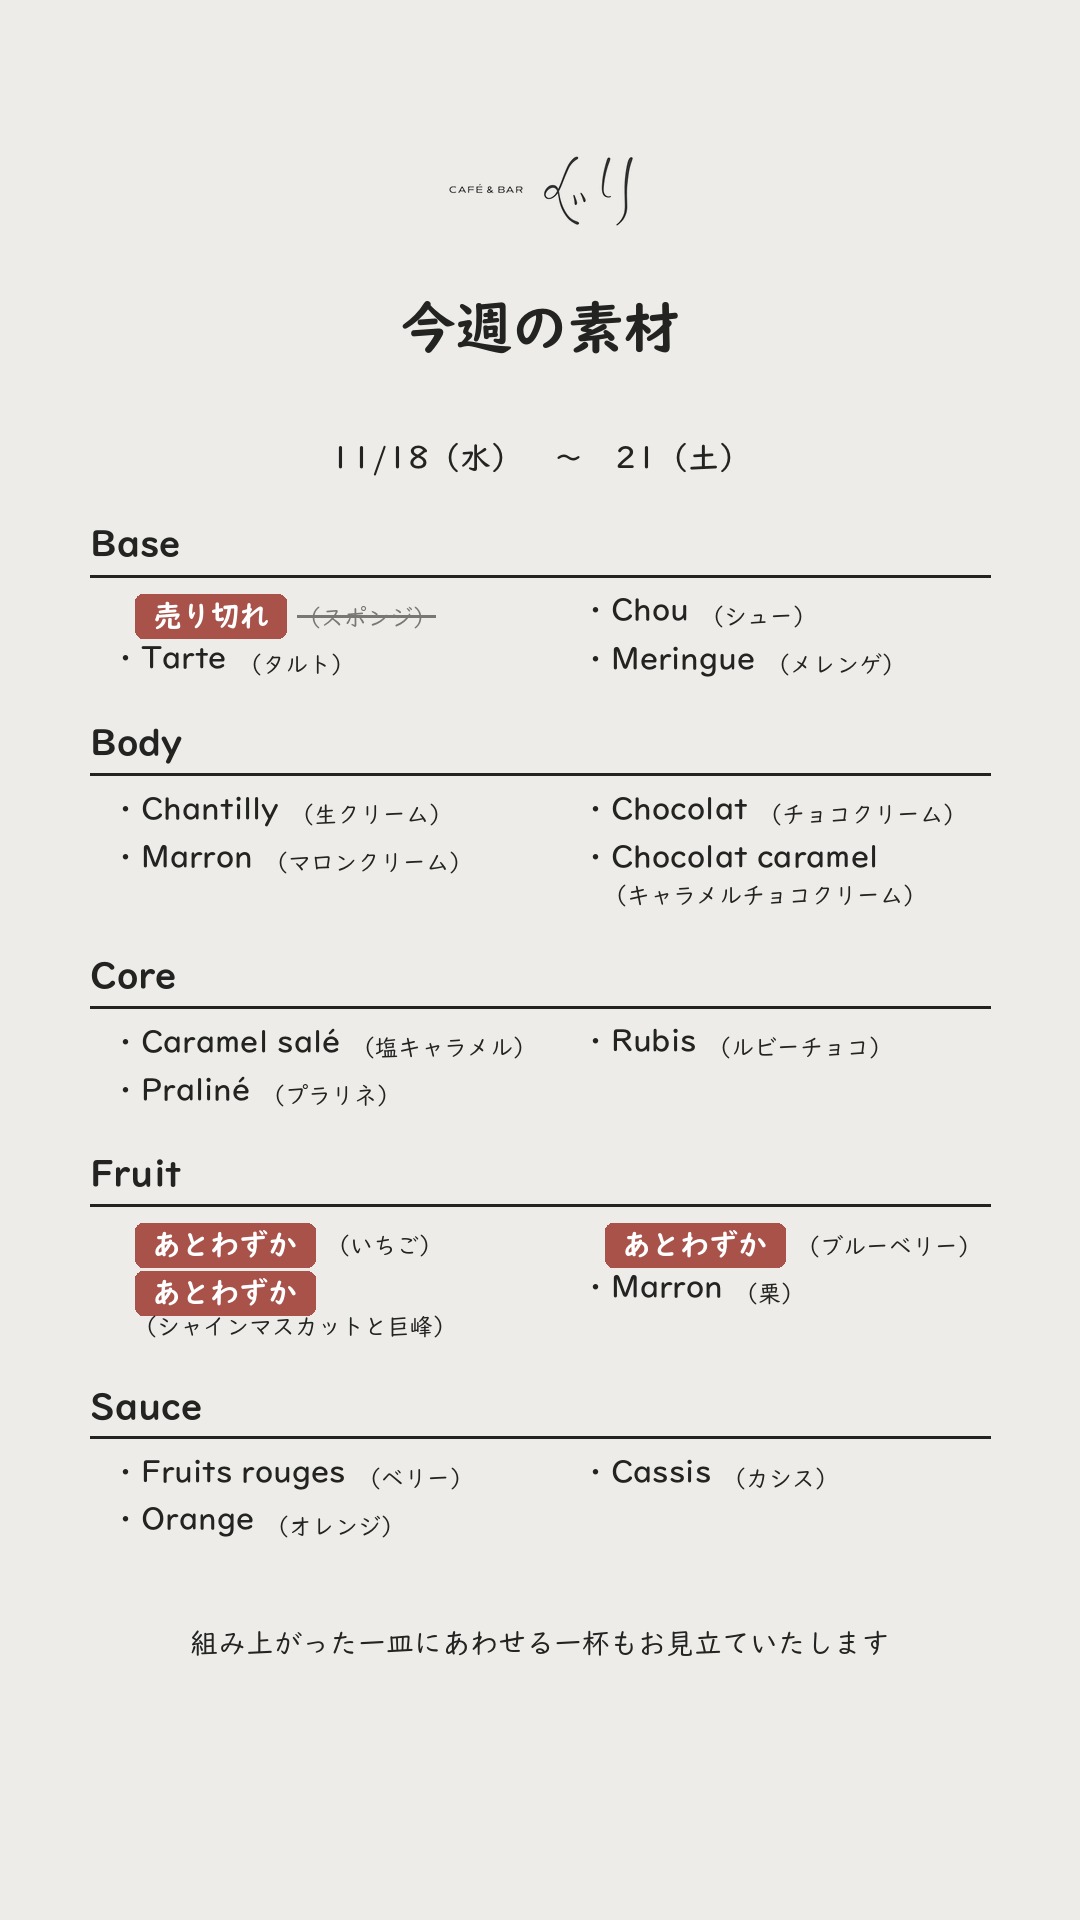 CAFÉ & BAR
今週の素材
11/18（水）　～　21（土）
Base
売り切れ（スポンジ）
・Chou（シュー）
・Tarte（タルト）
・Meringue（メレンゲ）
Body
・Chantilly（生クリーム）
・Chocolat（チョコクリーム）
・Marron（マロンクリーム）
・Chocolat caramel
（キャラメルチョコクリーム）
Core
・Caramel salé（塩キャラメル）
・Rubis（ルビーチョコ）
・Praliné（プラリネ）
Fruit
あとわずか（いちご）
あとわずか（ブルーベリー）
あとわずか
（シャインマスカットと巨峰）
・Marron（栗）
Sauce
・Fruits rouges（ベリー）
・Cassis（カシス）
・Orange（オレンジ）
組み上がった一皿にあわせる一杯もお見立ていたします